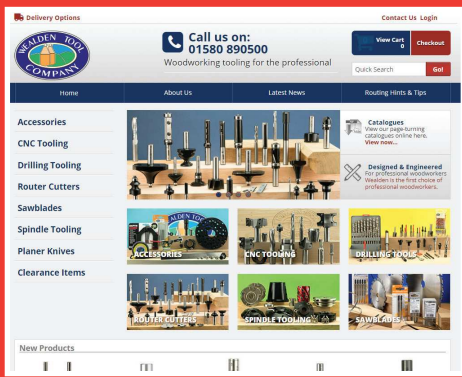 Delivery Options
Contact Us Login
WEALDEN TOOL
COMPANY
Call us on:
01580 890500
Woodworking tooling for the professional
View Cart
0
Checkout
Quick Search
Go!
Home
About Us
Latest News
Routing Hints & Tips
Accessories
CNC Tooling
Drilling Tooling
Router Cutters
Sawblades
Spindle Tooling
Planer Knives
Clearance Items
Catalogues
View our page-turning
catalogues online here.
View now...
Designed & Engineered
For professional woodworkers
Wealden is the first choice of
professional woodworkers.
ALDEN TOO
ACCESSORIES
CNC TOOLING
DRILLING TOOLS
ROUTER CUTTERS
SPINDLE TOOLING
SAWBLADES
New Products